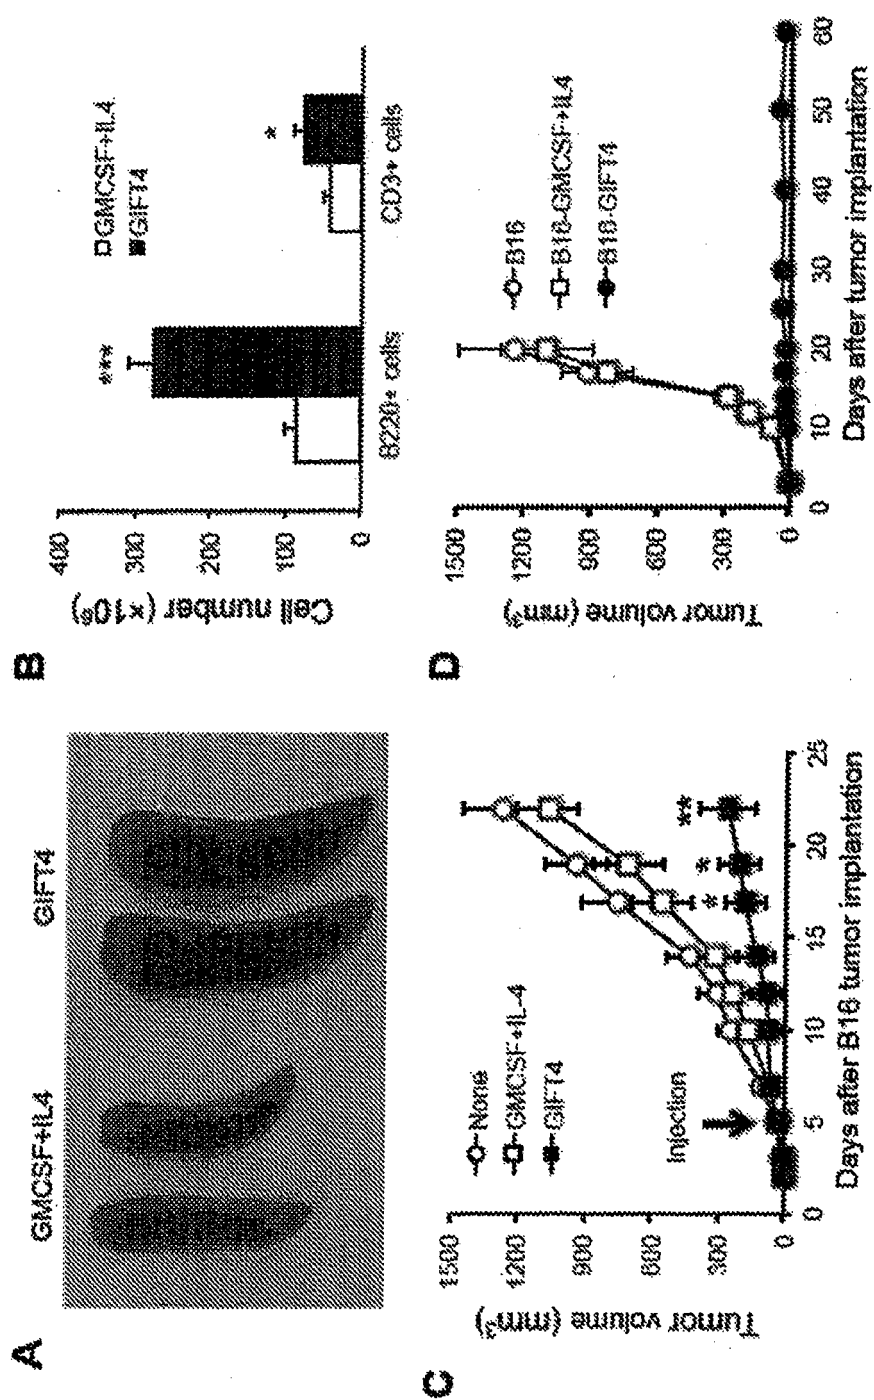 A
GMCSF+IL4
GIFT4
B
Cell number (×10⁶)
400
300
200
100
0
GMCSF+IL4
GIFT4
***
*
B220+ cells
CD3+ cells
C
Tumor volume (mm³)
1500
1200
900
600
300
0
None
GMCSF+IL-4
GIFT4
Injection
*
*
**
0
5
10
15
20
25
Days after B16 tumor implantation
D
Tumor volume (mm³)
1500
1200
900
600
300
0
B16
B16-GMCSF+IL4
B16-GIFT4
0
10
20
30
40
50
60
Days after tumor implantation